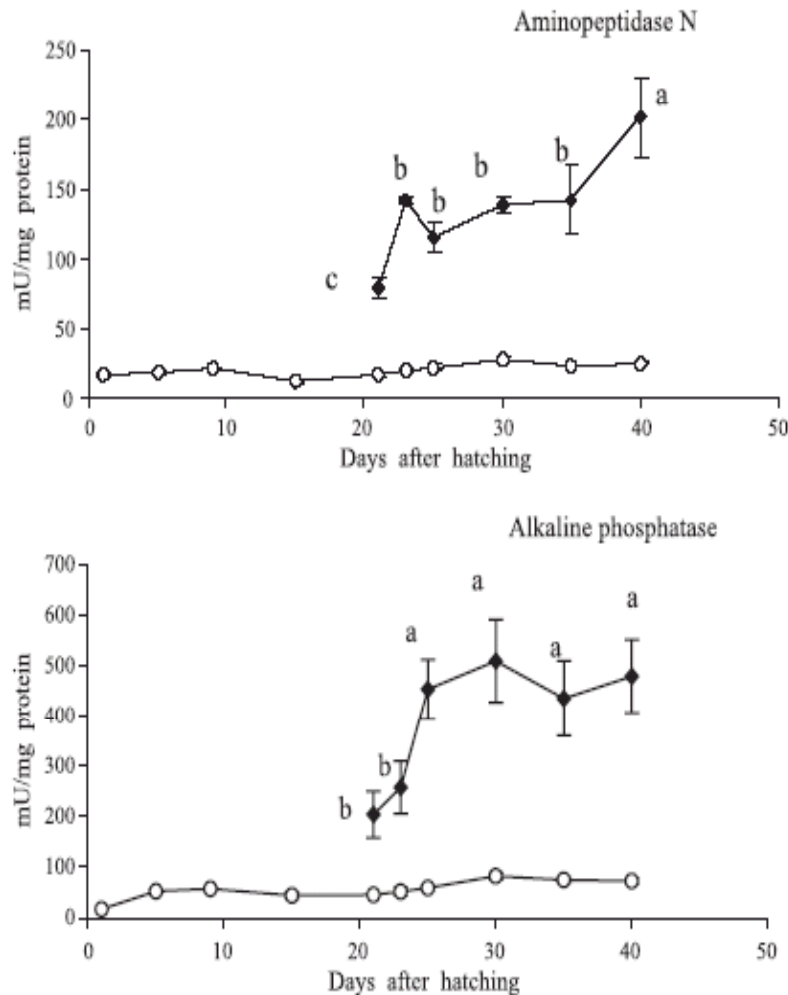 Aminopeptidase N
250
200
150
100
50
0
mU/mg protein
c
b
b
b
b
a
0 10 20 30 40 50
Days after hatching
Alkaline phosphatase
700
600
500
400
300
200
100
0
mU/mg protein
b
b
a
a
a
a
0 10 20 30 40 50
Days after hatching